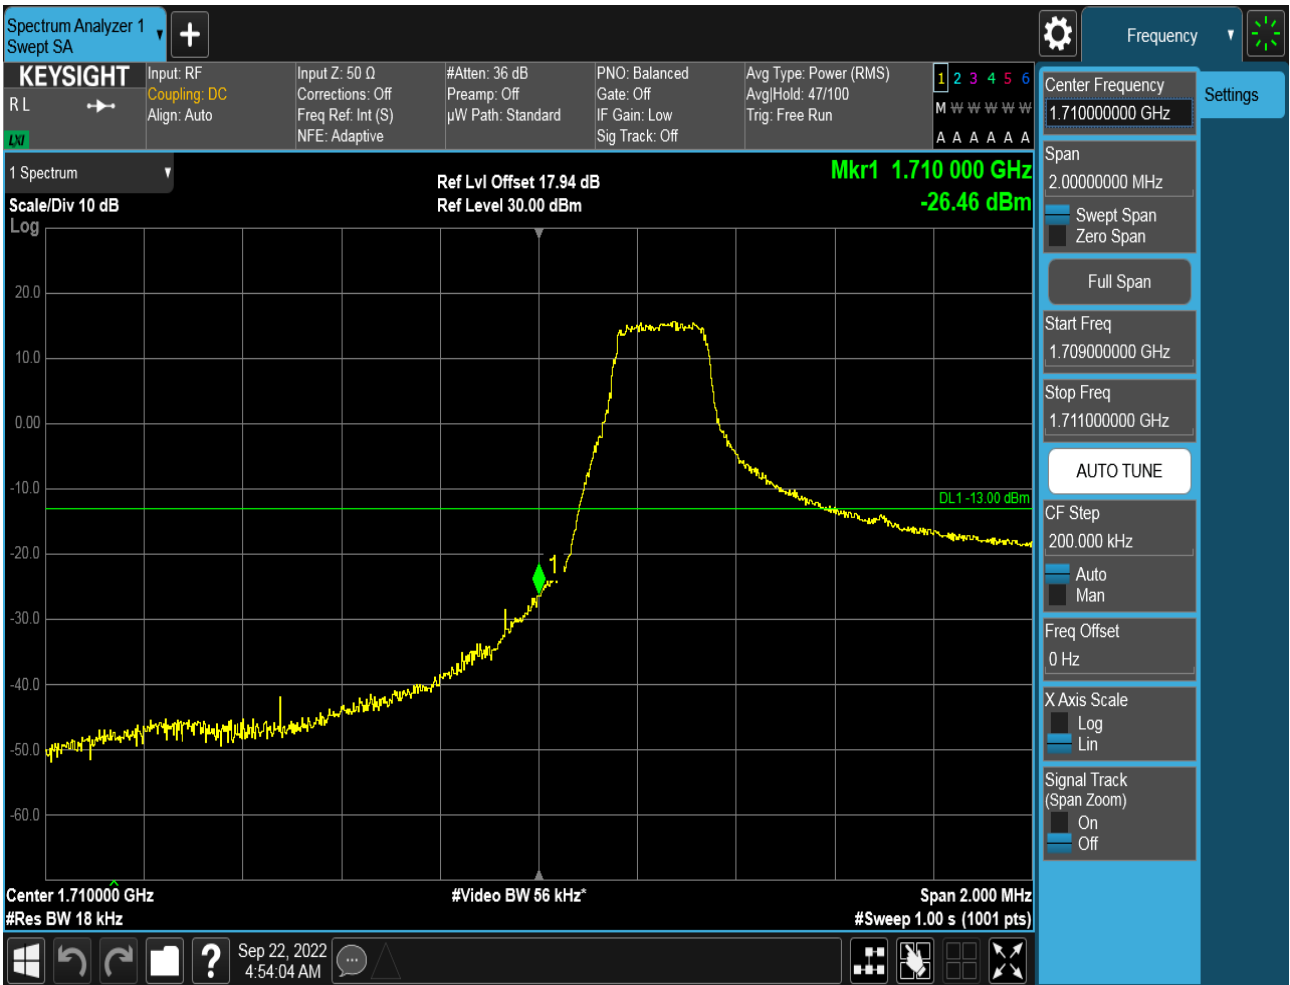 Spectrum Analyzer 1
Swept SA
Frequency
KEYSIGHT
R L
LXI
Input: RF
Coupling: DC
Align: Auto
Input Z: 50 Ω
Corrections: Off
Freq Ref: Int (S)
NFE: Adaptive
#Atten: 36 dB
Preamp: Off
µW Path: Standard
PNO: Balanced
Gate: Off
IF Gain: Low
Sig Track: Off
Avg Type: Power (RMS)
Avg|Hold: 47/100
Trig: Free Run
1 2 3 4 5 6
M W W W W W
A A A A A A
Center Frequency
1.710000000 GHz
Settings
1 Spectrum
Scale/Div 10 dB
Log
Ref Lvl Offset 17.94 dB
Ref Level 30.00 dBm
Mkr1 1.710 000 GHz
-26.46 dBm
Span
2.00000000 MHz
Swept Span
Zero Span
Full Span
Start Freq
1.709000000 GHz
Stop Freq
1.711000000 GHz
AUTO TUNE
CF Step
200.000 kHz
Auto
Man
Freq Offset
0 Hz
X Axis Scale
Log
Lin
Signal Track
(Span Zoom)
On
Off
20.0
10.0
0.00
-10.0
-20.0
-30.0
-40.0
-50.0
-60.0
DL1 -13.00 dBm
1
Center 1.710000 GHz
#Res BW 18 kHz
#Video BW 56 kHz*
Span 2.000 MHz
#Sweep 1.00 s (1001 pts)
?
Sep 22, 2022
4:54:04 AM